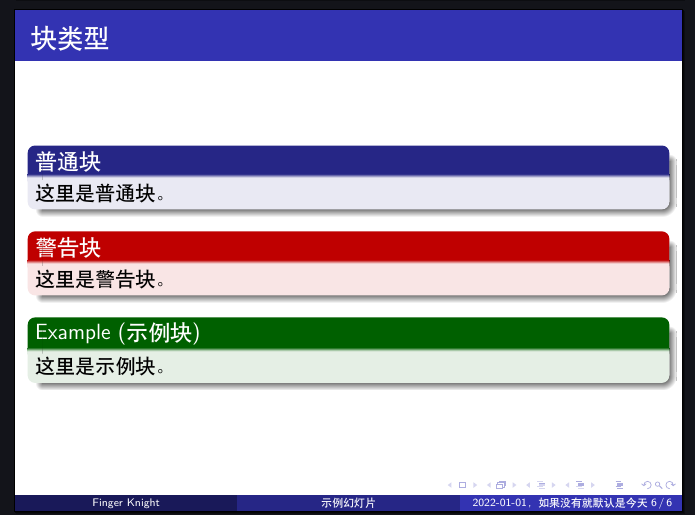 块类型
普通块
这里是普通块。
警告块
这里是警告块。
Example (示例块)
这里是示例块。
Finger Knight
示例幻灯片
2022-01-01，如果没有就默认是今天 6 / 6